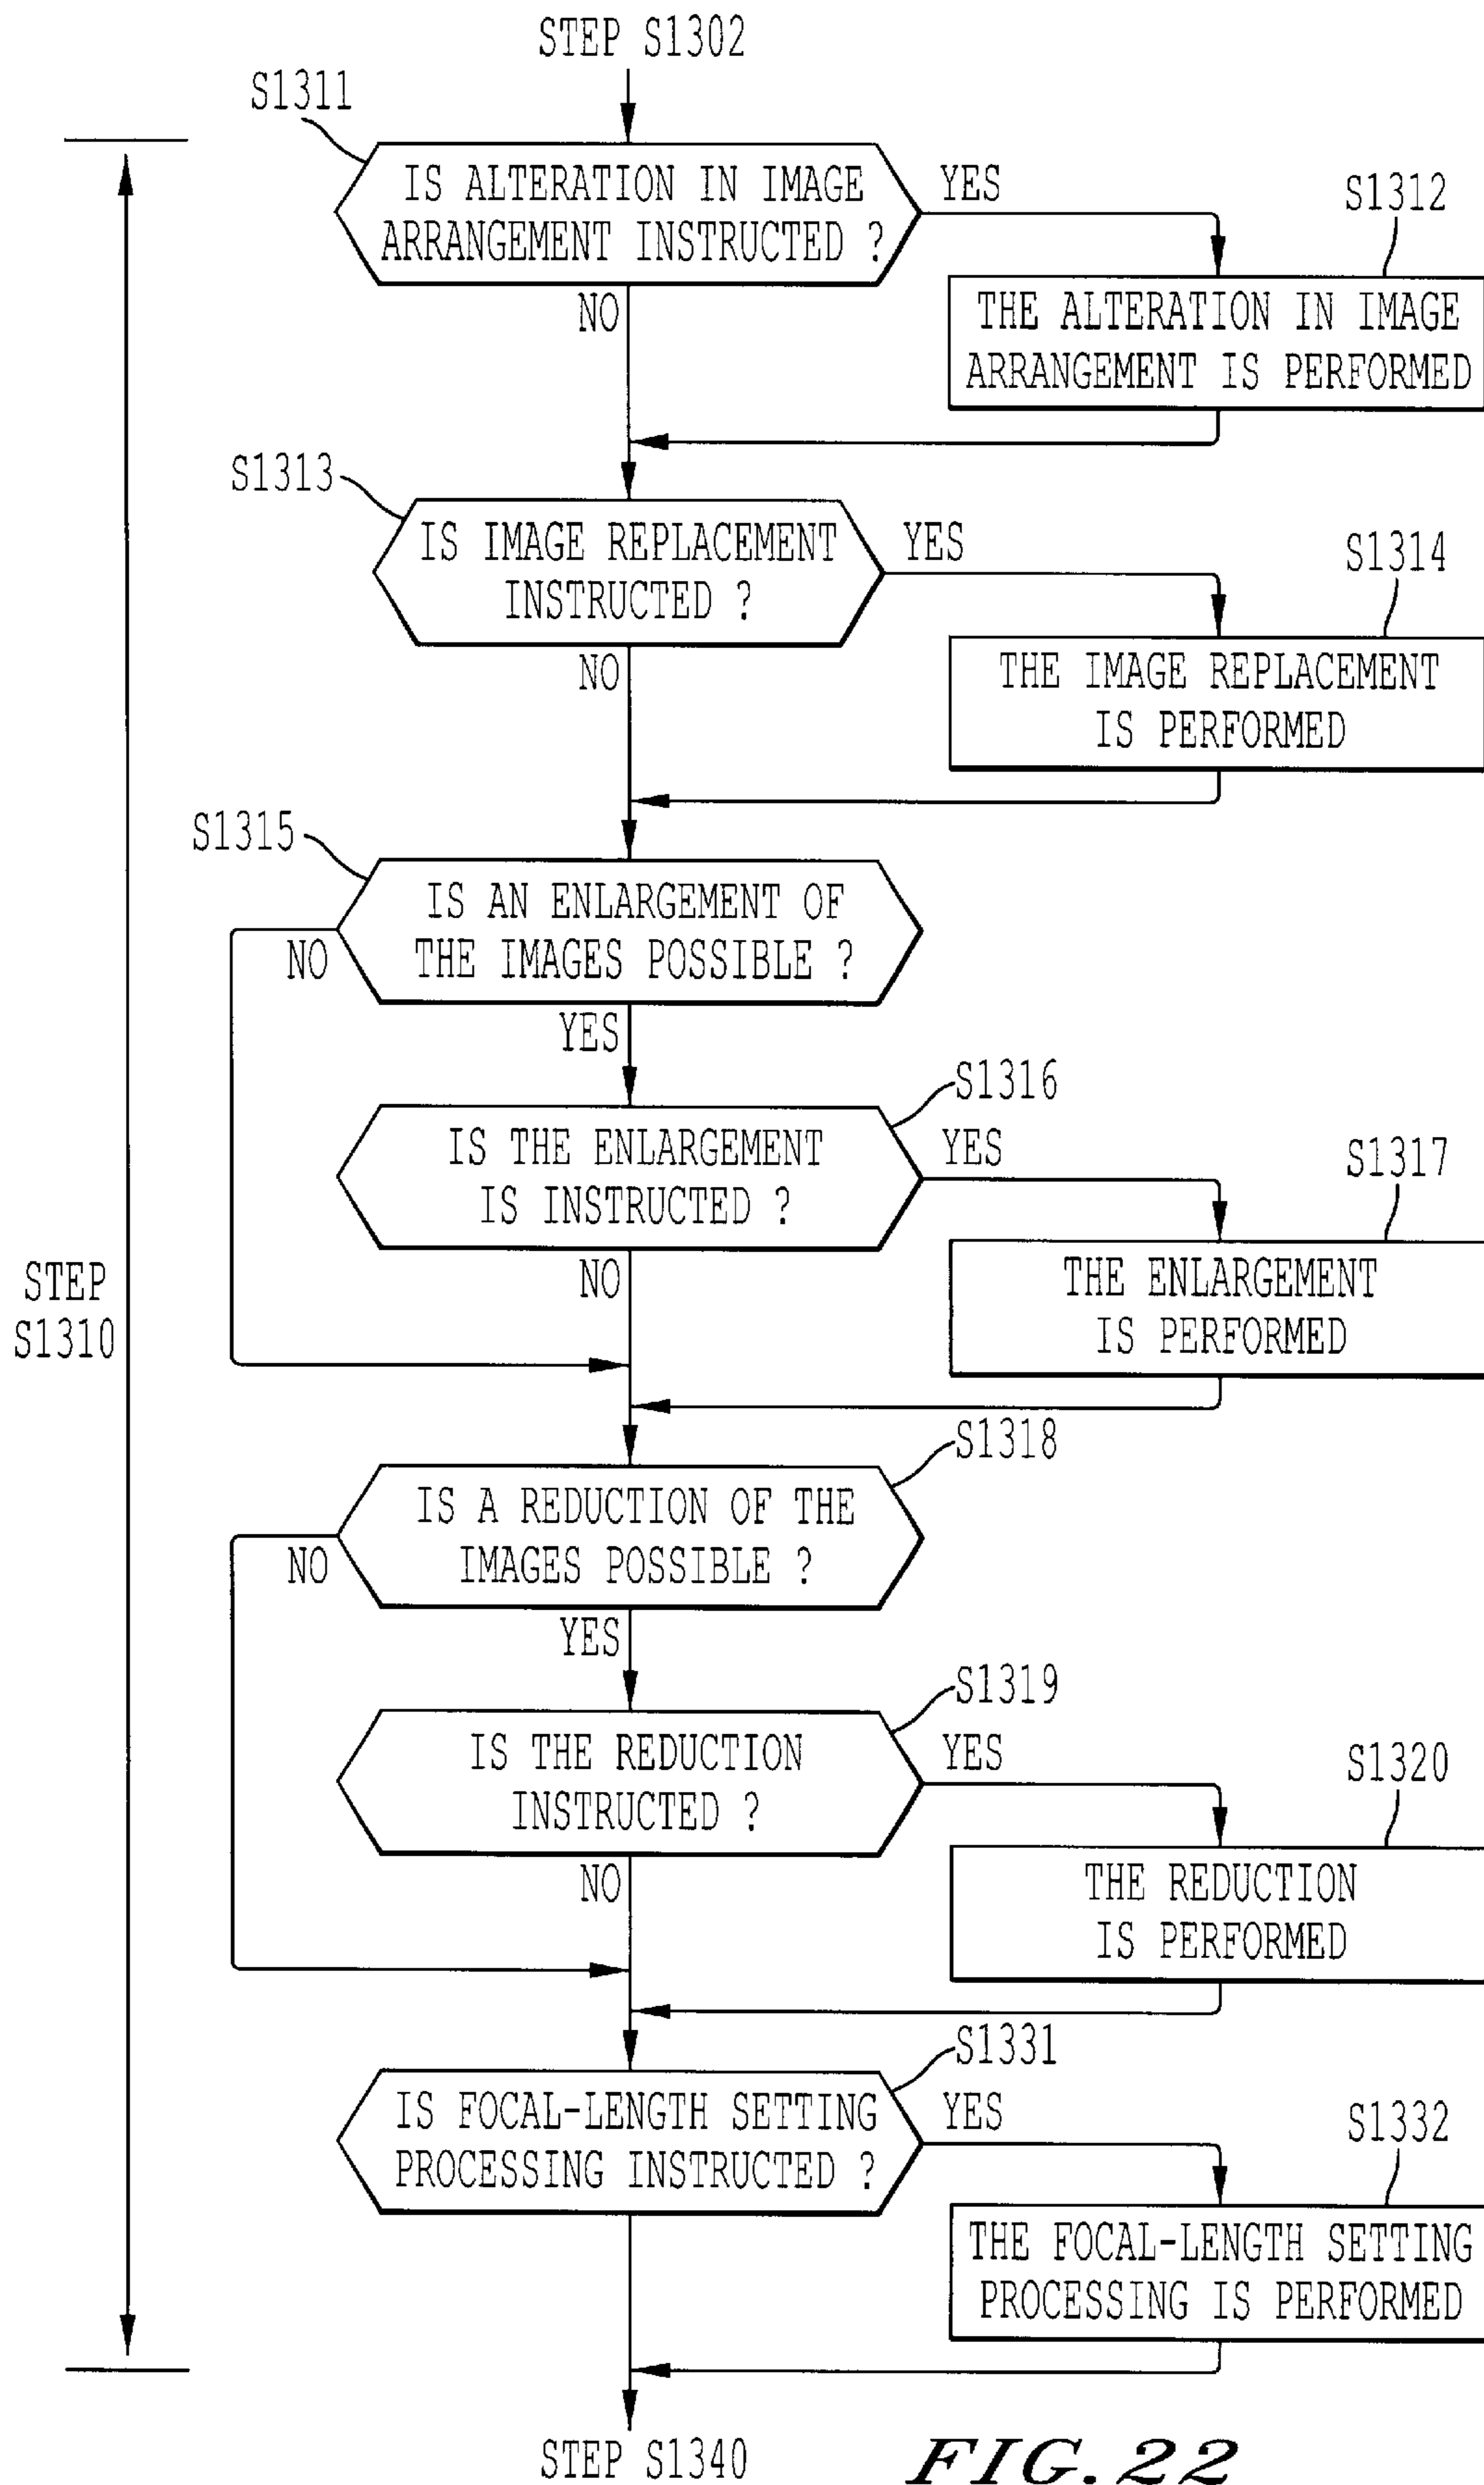 STEP S1302
S1311
IS ALTERATION IN IMAGE
ARRANGEMENT INSTRUCTED ?
YES
NO
S1312
THE ALTERATION IN IMAGE
ARRANGEMENT IS PERFORMED
S1313
IS IMAGE REPLACEMENT
INSTRUCTED ?
YES
NO
S1314
THE IMAGE REPLACEMENT
IS PERFORMED
S1315
IS AN ENLARGEMENT OF
THE IMAGES POSSIBLE ?
NO
YES
S1316
IS THE ENLARGEMENT
IS INSTRUCTED ?
YES
NO
S1317
THE ENLARGEMENT
IS PERFORMED
STEP
S1310
S1318
IS A REDUCTION OF THE
IMAGES POSSIBLE ?
NO
YES
S1319
IS THE REDUCTION
INSTRUCTED ?
YES
NO
S1320
THE REDUCTION
IS PERFORMED
S1331
IS FOCAL-LENGTH SETTING
PROCESSING INSTRUCTED ?
YES
S1332
THE FOCAL-LENGTH SETTING
PROCESSING IS PERFORMED
STEP S1340
FIG. 22